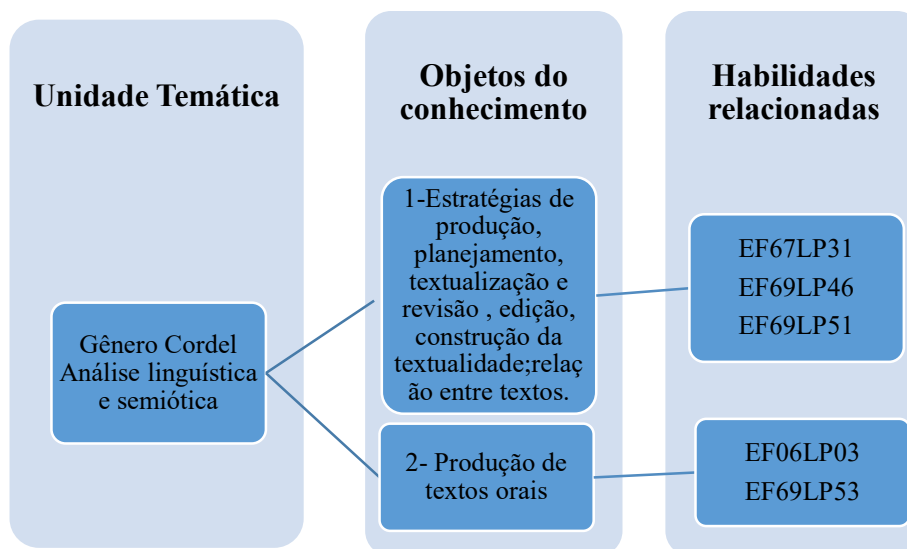 Unidade Temática
Gênero Cordel
Análise linguística
e semiótica
Objetos do
conhecimento
1-Estratégias de
produção,
planejamento,
textualização e
revisão , edição,
construção da
textualidade;relaç
ão entre textos.
2- Produção de
textos orais
Habilidades
relacionadas
EF67LP31
EF69LP46
EF69LP51
EF06LP03
EF69LP53